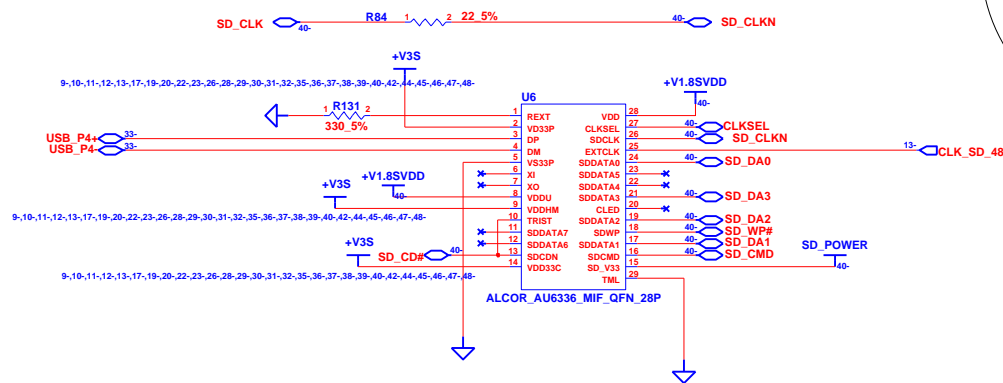 R84 1 2 22_5%
SD_CLK 40- 40- SD_CLKN
+V3S
9-,10-,11-,12-,13-,17-,19-,20-,22-,23-,26-,28-,29-,30-,31-,32-,35-,36-,37-,38-,39-,40-,42-,44-,45-,46-,47-,48-
+V1.8SVDD
40-
U6
1 R131 2
330_5%
1 REXT VDD 28
2 VD33P CLKSEL 27 40- CLKSEL
USB_P4+ 33- 3 DP SDCLK 26 40- SD_CLKN
USB_P4- 33- 4 DM EXTCLK 25 13- CLK_SD_48
5 VS33P SDDATA0 24 40- SD_DA0
6 XI SDDATA5 23
7 XO SDDATA4 22
+V1.8SVDD 40- 8 VDDU SDDATA3 21 40- SD_DA3
+V3S 9 VDDHM CLED 20
9-,10-,11-,12-,13-,17-,19-,20-,22-,23-,26-,28-,29-,30-,31-,32-,35-,36-,37-,38-,39-,40-,42-,44-,45-,46-,47-,48-
10 TRIST SDDATA2 19 40- SD_DA2
11 SDDATA7 SDWP 18 40- SD_WP#
12 SDDATA6 SDDATA1 17 40- SD_DA1
+V3S SD_CD# 40- 13 SDCDN SDCMD 16 40- SD_CMD
SD_POWER
40-
14 VDD33C SD_V33 15
9-,10-,11-,12-,13-,17-,19-,20-,22-,23-,26-,28-,29-,30-,31-,32-,35-,36-,37-,38-,39-,40-,42-,44-,45-,46-,47-,48-
TML 29
ALCOR_AU6336_MIF_QFN_28P